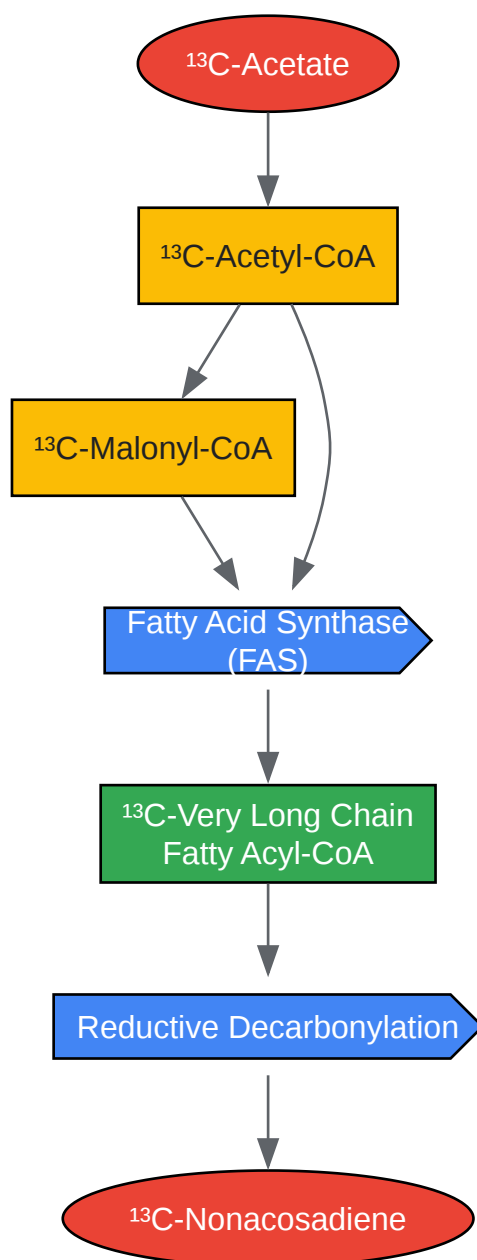 ¹³C-Acetate
¹³C-Acetyl-CoA
¹³C-Malonyl-CoA
Fatty Acid Synthase
(FAS)
¹³C-Very Long Chain
Fatty Acyl-CoA
Reductive Decarbonylation
¹³C-Nonacosadiene